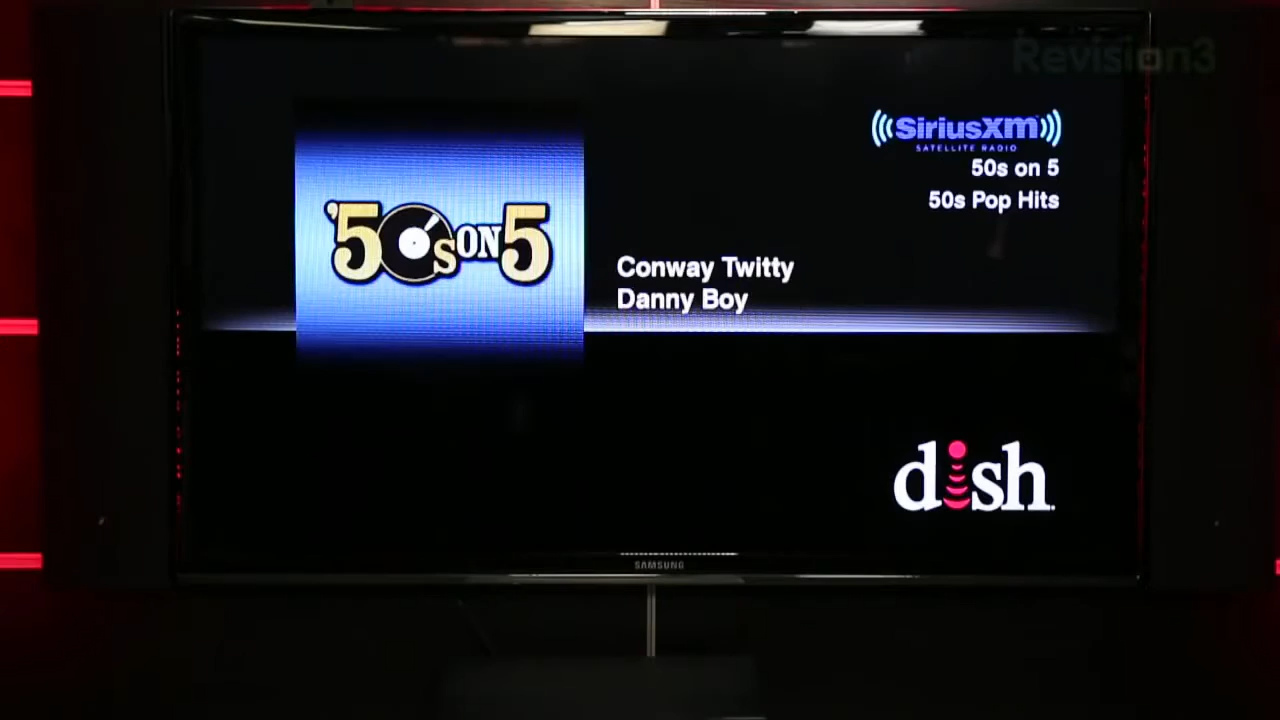 Revision3
SiriusXM
SATELLITE RADIO
50s on 5
50s Pop Hits
'50s ON 5
Conway Twitty
Danny Boy
dish
SAMSUNG